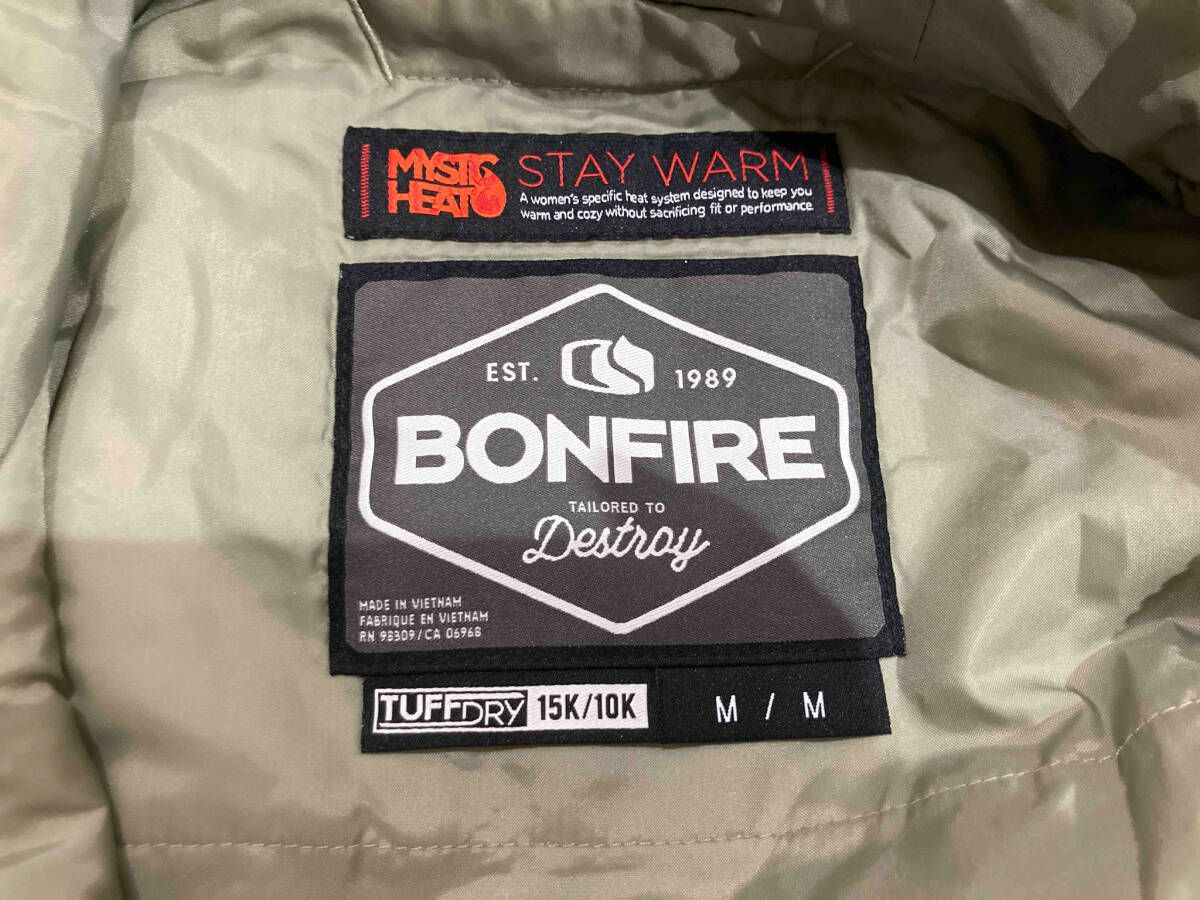 MYSTIC
HEAT
STAY WARM
A women's specific heat system designed to keep you
warm and cozy without sacrificing fit or performance
EST. 1989
BONFIRE
TAILORED TO
Destroy
MADE IN VIETNAM
FABRIQUE EN VIETNAM
RN 98309/CA 06968
TUFFDRY 15K/10K M / M